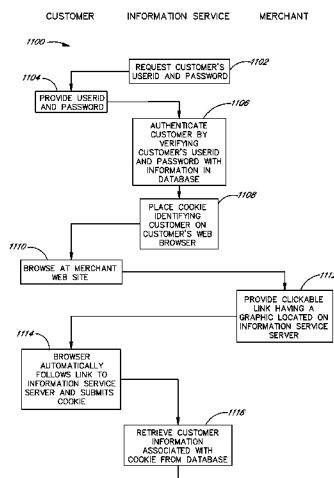 CUSTOMER INFORMATION SERVICE MERCHANT
1100
1102
REQUEST CUSTOMER'S
USERID AND PASSWORD
1104
PROVIDE USERID
AND PASSWORD
1106
AUTHENTICATE
CUSTOMER BY
VERIFYING
CUSTOMER'S USERID
AND PASSWORD WITH
INFORMATION IN
DATABASE
1108
PLACE COOKIE
IDENTIFYING
CUSTOMER ON
CUSTOMER'S WEB
BROWSER
1110
BROWSE AT MERCHANT
WEB SITE
1112
PROVIDE CLICKABLE
LINK HAVING A
GRAPHIC LOCATED ON
INFORMATION SERVICE
SERVER
1114
BROWSER
AUTOMATICALLY
FOLLOWS LINK TO
INFORMATION SERVICE
SERVER AND SUBMITS
COOKIE
1116
RETRIEVE CUSTOMER
INFORMATION
ASSOCIATED WITH
COOKIE FROM DATABASE